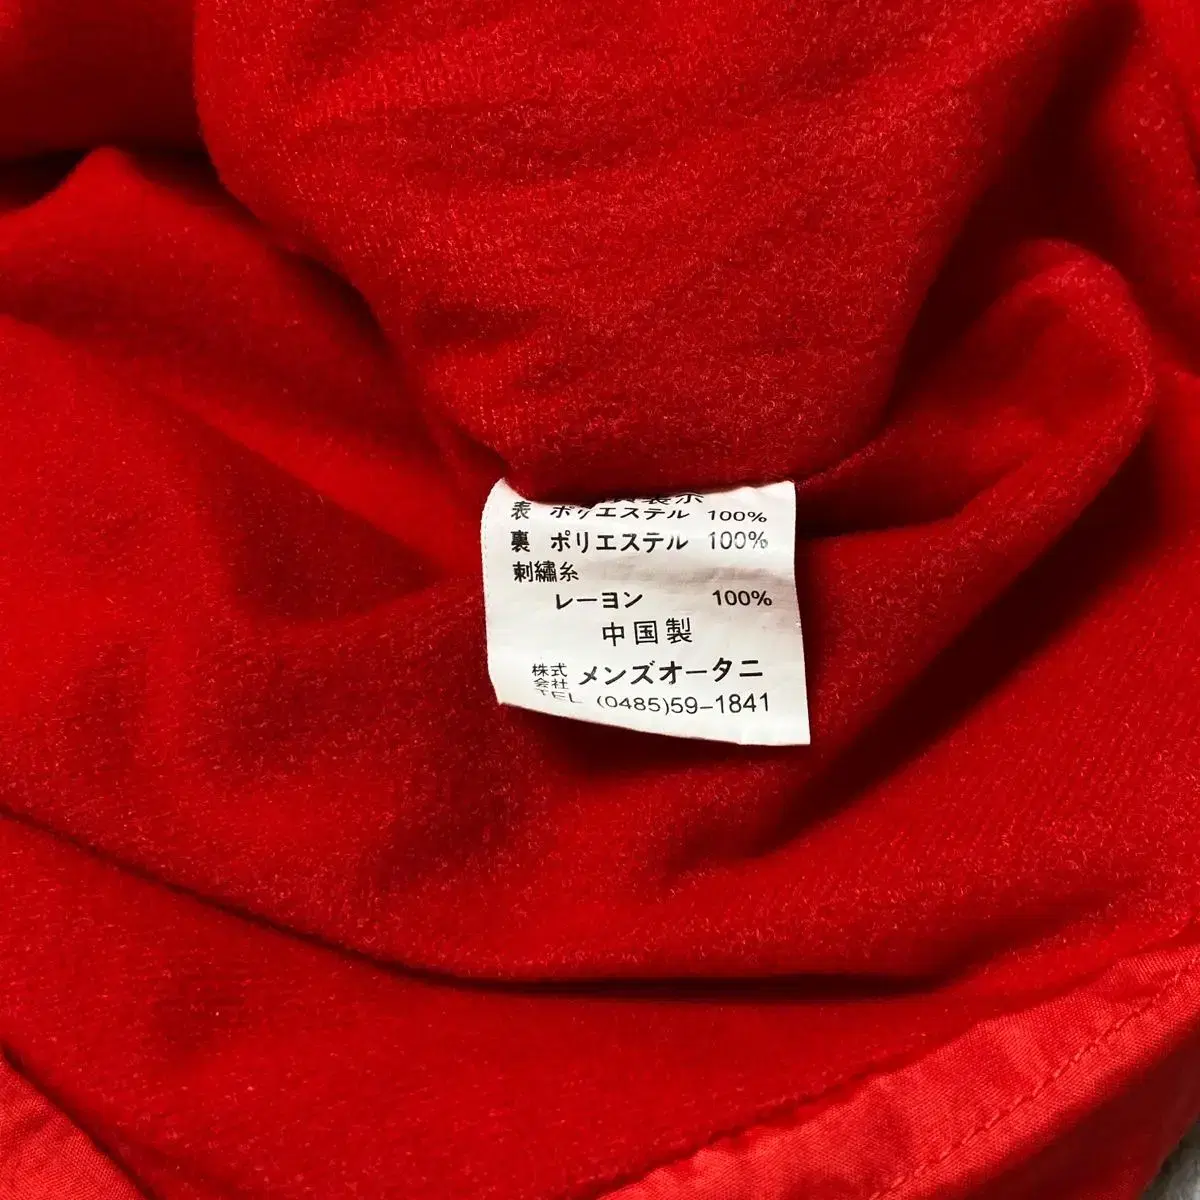 表 ポリエステル 100%
裏 ポリエステル 100%
刺繍糸
レーヨン 100%
中国製
株式会社 メンズオータニ
TEL (0485)59-1841